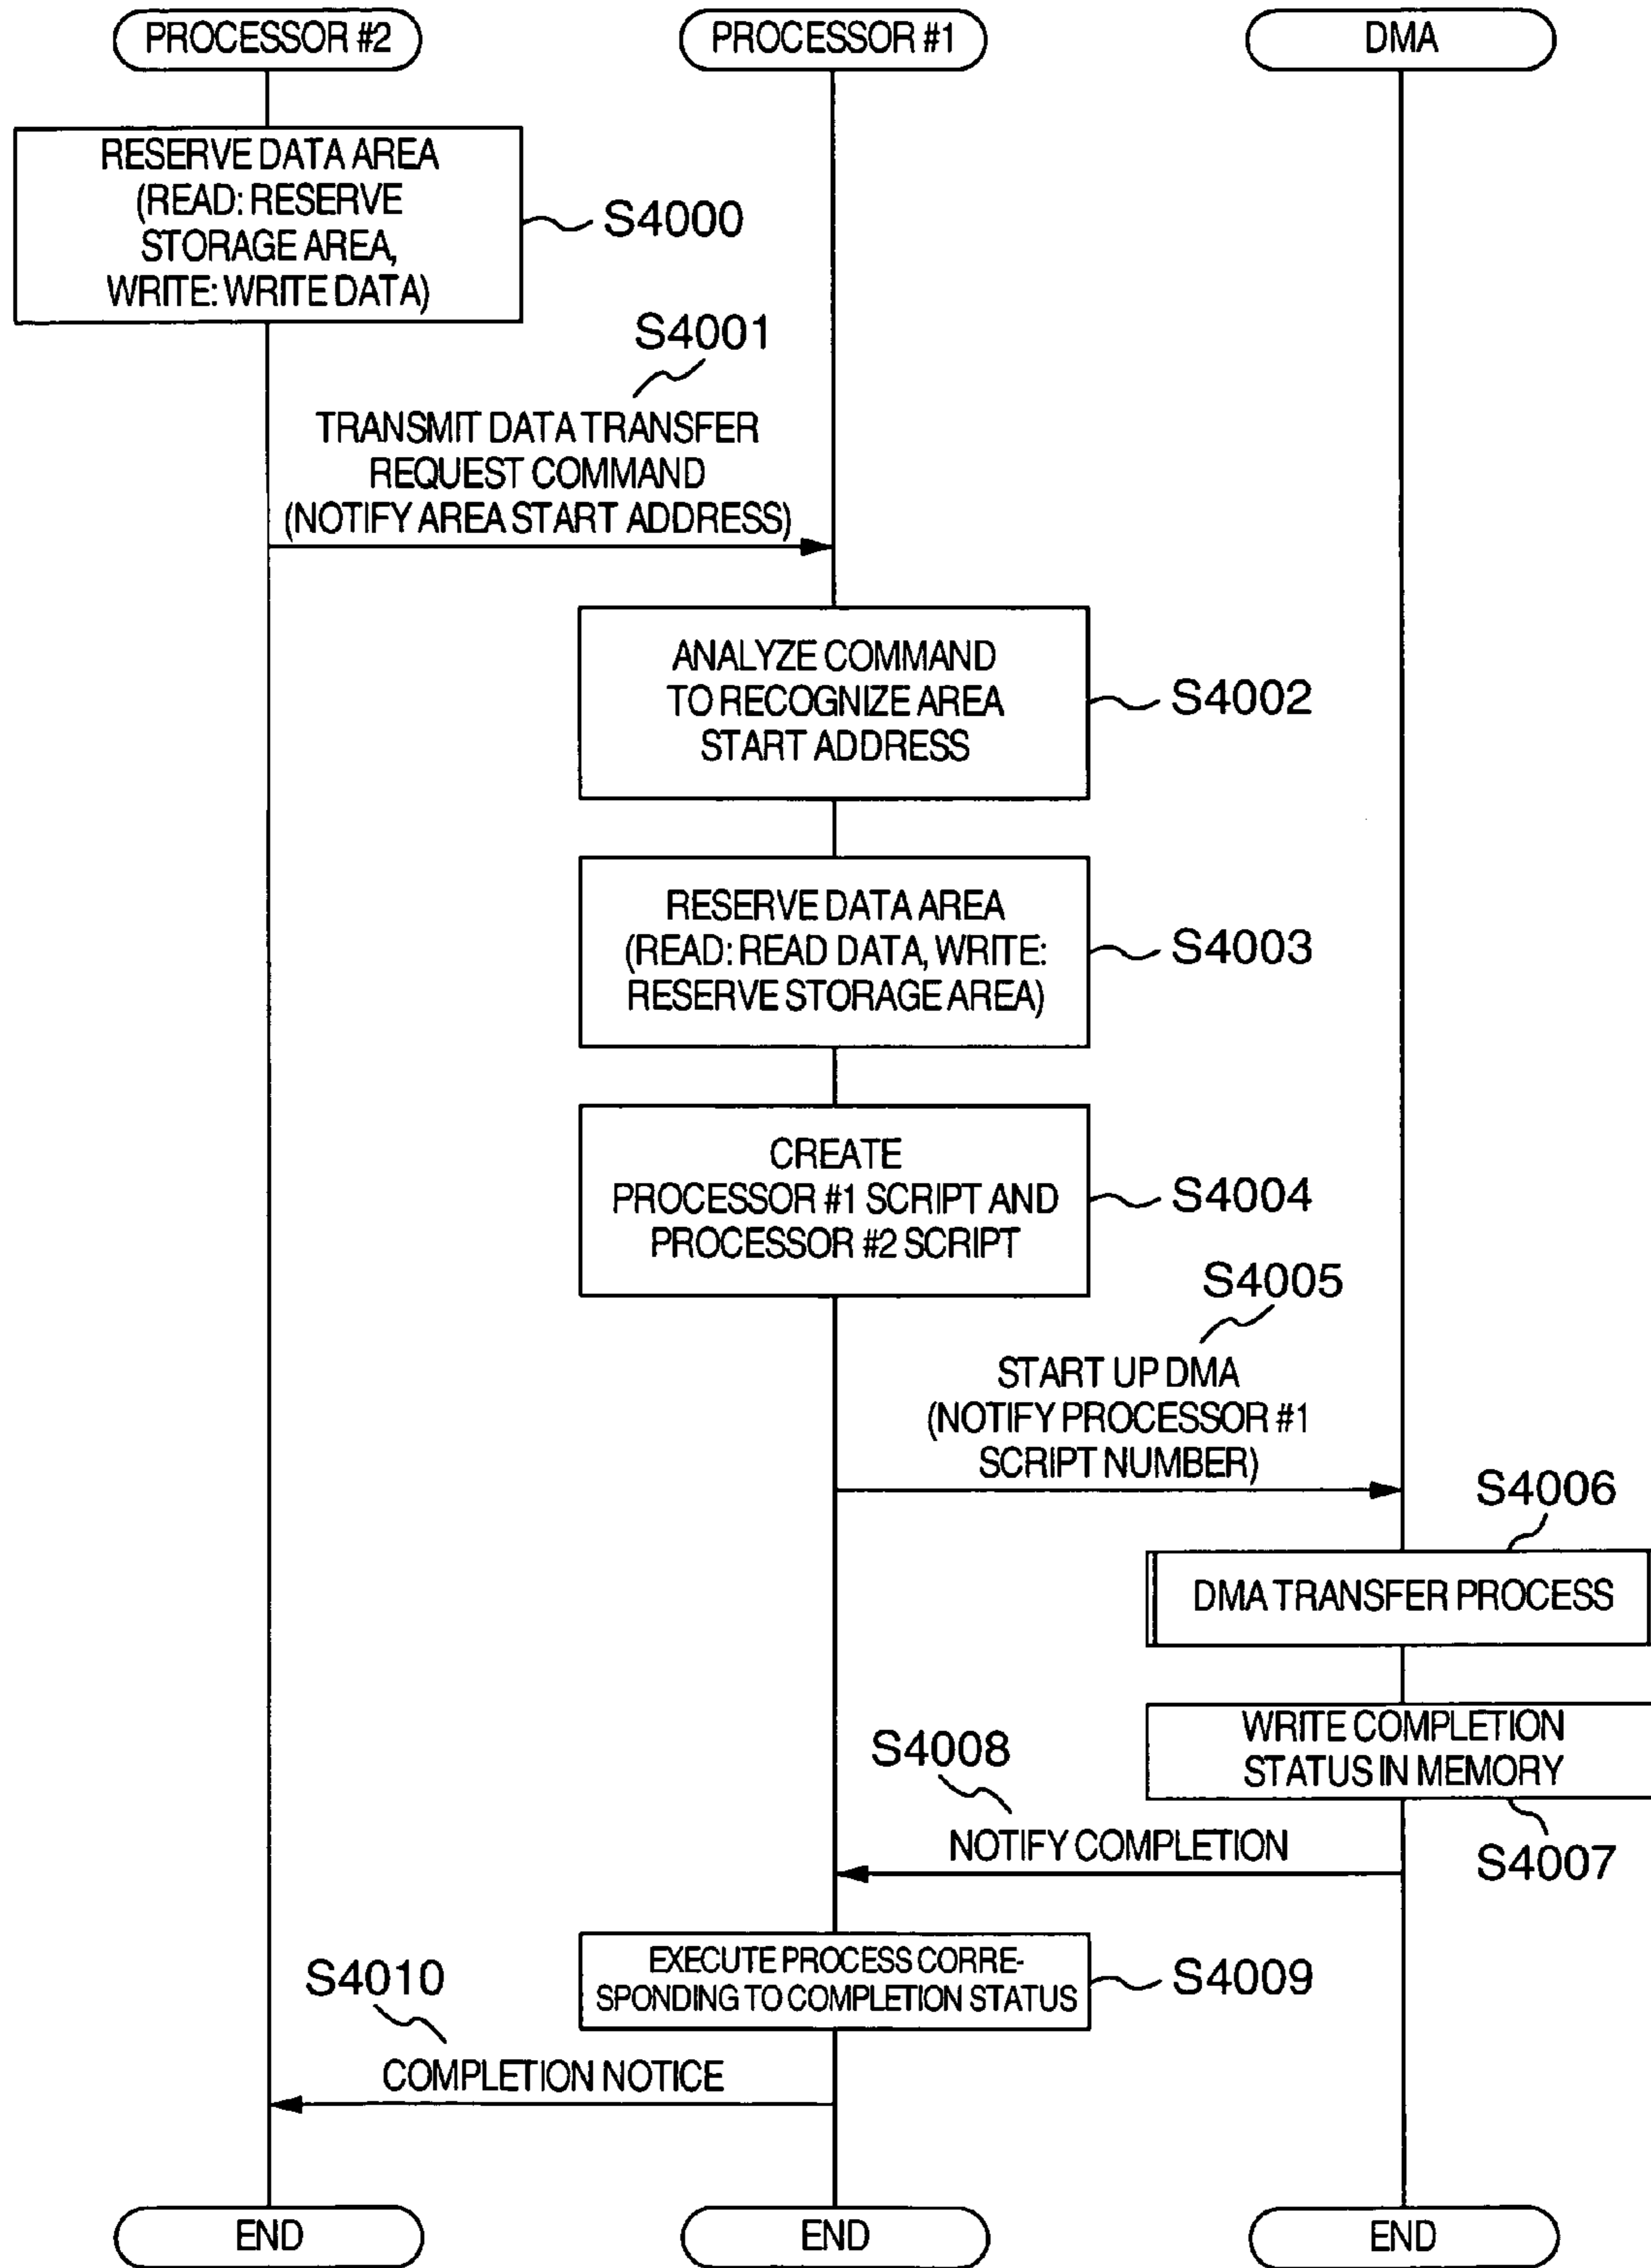 PROCESSOR #2
PROCESSOR #1
DMA
RESERVE DATA AREA
(READ: RESERVE
STORAGE AREA,
WRITE: WRITE DATA)
S4000
S4001
TRANSMIT DATA TRANSFER
REQUEST COMMAND
(NOTIFY AREA START ADDRESS)
ANALYZE COMMAND
TO RECOGNIZE AREA
START ADDRESS
S4002
RESERVE DATA AREA
(READ: READ DATA, WRITE:
RESERVE STORAGE AREA)
S4003
CREATE
PROCESSOR #1 SCRIPT AND
PROCESSOR #2 SCRIPT
S4004
S4005
START UP DMA
(NOTIFY PROCESSOR #1
SCRIPT NUMBER)
S4006
DMA TRANSFER PROCESS
WRITE COMPLETION
STATUS IN MEMORY
S4007
S4008
NOTIFY COMPLETION
EXECUTE PROCESS CORRE-
SPONDING TO COMPLETION STATUS
S4009
S4010
COMPLETION NOTICE
END
END
END